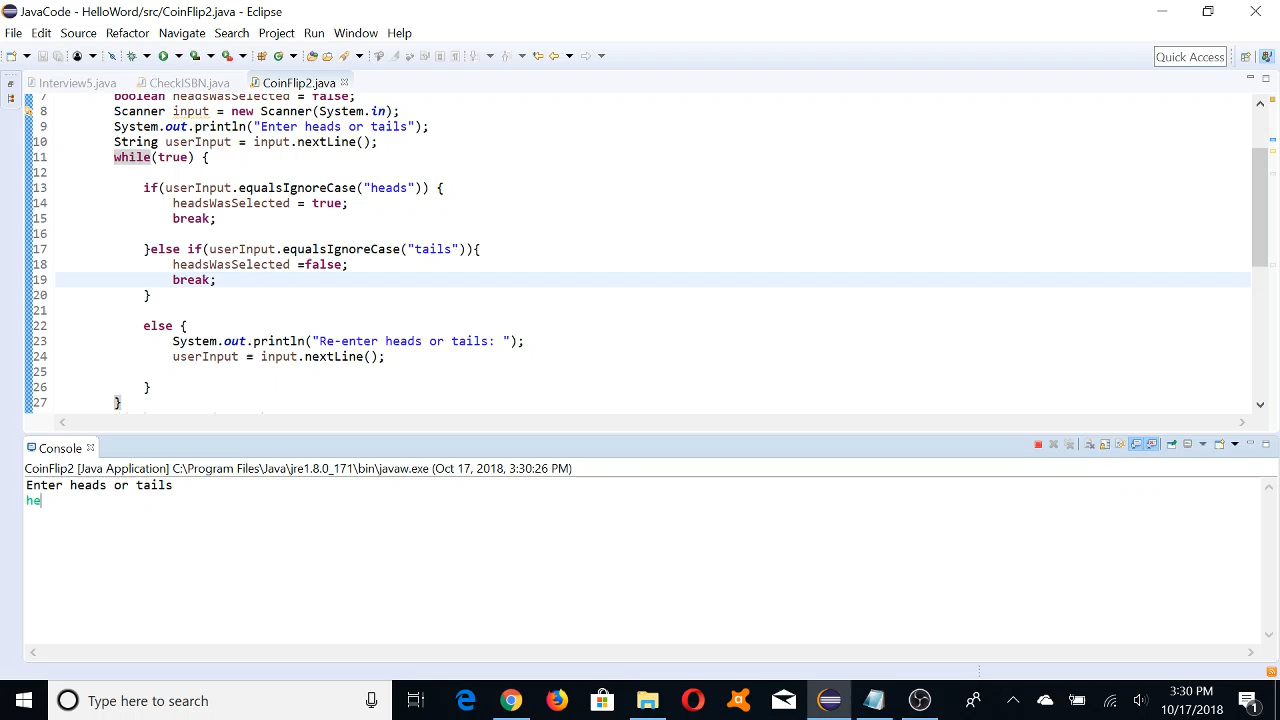 JavaCode - HelloWord/src/CoinFlip2.java - Eclipse
File Edit Source Refactor Navigate Search Project Run Window Help
Quick Access
Interview5.java CheckISBN.java CoinFlip2.java
7 boolean headsWasSelected = false;
8 Scanner input = new Scanner(System.in);
9 System.out.println("Enter heads or tails");
10 String userInput = input.nextLine();
11 while(true) {
12
13 if(userInput.equalsIgnoreCase("heads")) {
14 headsWasSelected = true;
15 break;
16
17 }else if(userInput.equalsIgnoreCase("tails")){
18 headsWasSelected =false;
19 break;
20 }
21
22 else {
23 System.out.println("Re-enter heads or tails: ");
24 userInput = input.nextLine();
25
26 }
27 }
Console
CoinFlip2 [Java Application] C:\Program Files\Java\jre1.8.0_171\bin\javaw.exe (Oct 17, 2018, 3:30:26 PM)
Enter heads or tails
he
Type here to search
3:30 PM
10/17/2018
1